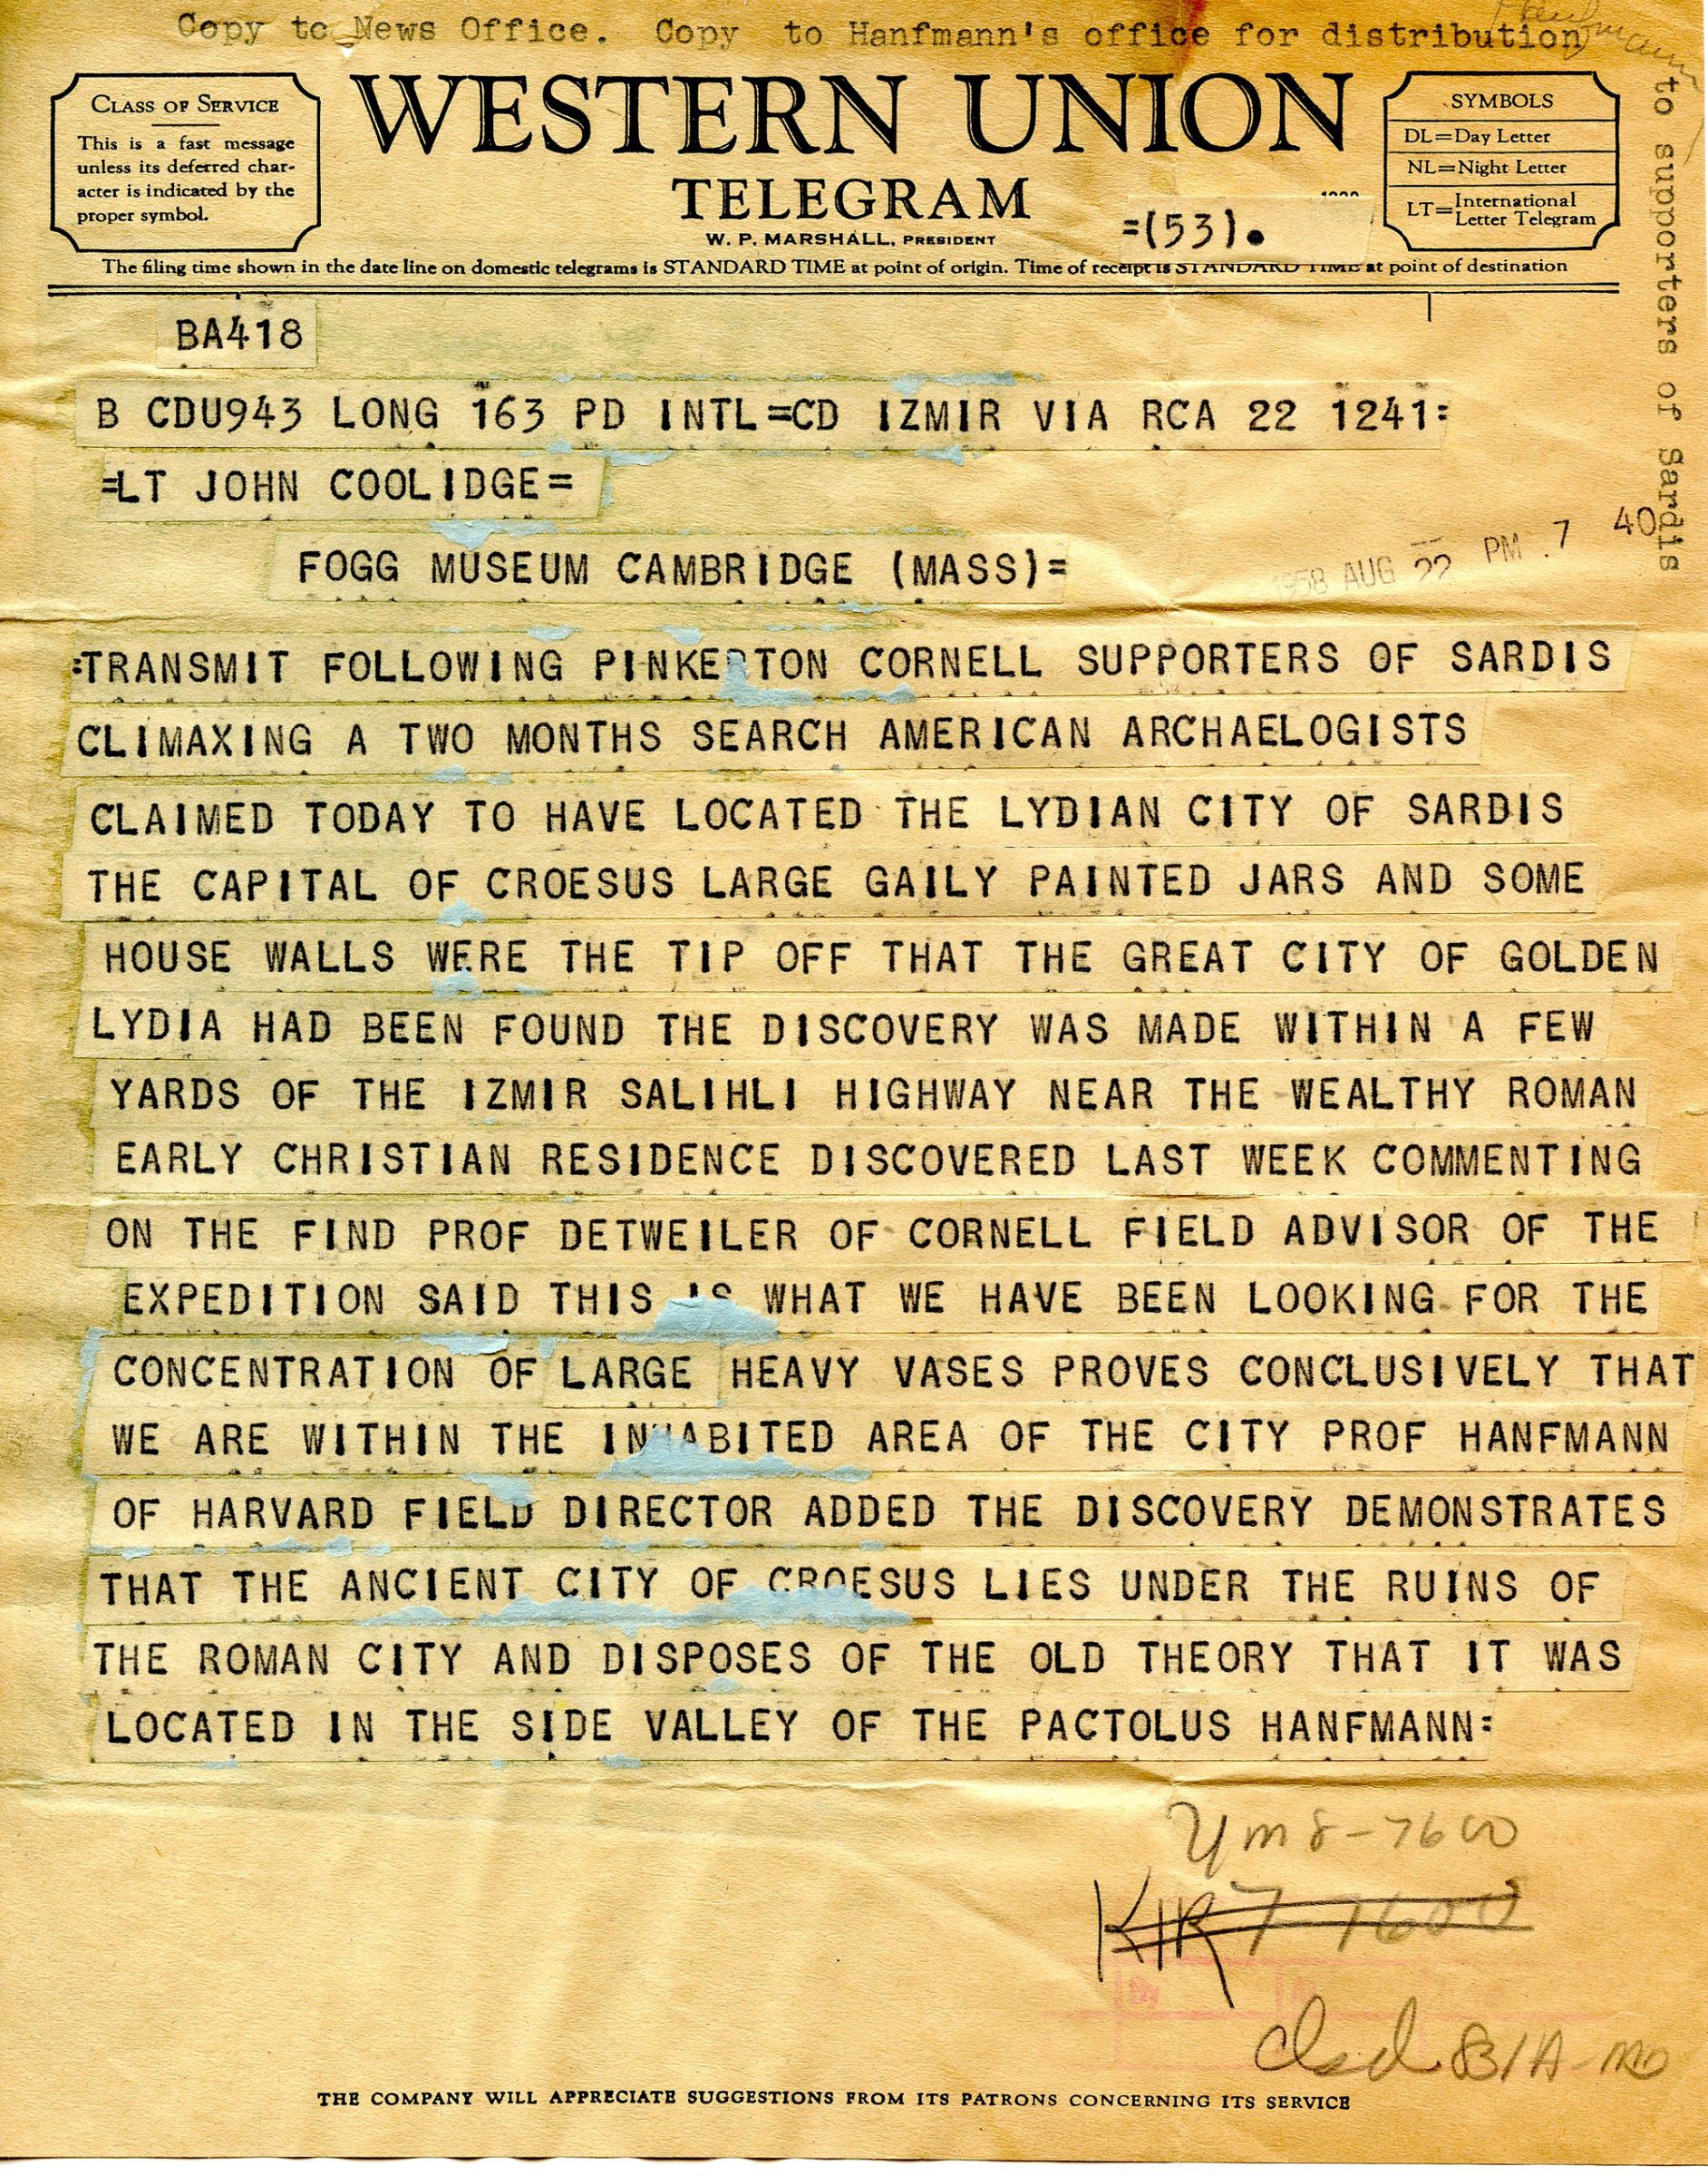 Copy to News Office. Copy to Hanfmann's office for distribution
to supporters of Sardis
CLASS OF SERVICE
This is a fast message
unless its deferred char-
acter is indicated by the
proper symbol.
WESTERN UNION
TELEGRAM
W. P. MARSHALL, PRESIDENT
=(53).
SYMBOLS
DL=Day Letter
NL=Night Letter
LT=International
Letter Telegram
The filing time shown in the date line on domestic telegrams is STANDARD TIME at point of origin. Time of receipt is STANDARD TIME at point of destination
BA418
B CDU943 LONG 163 PD INTL=CD IZMIR VIA RCA 22 1241=
=LT JOHN COOLIDGE=
FOGG MUSEUM CAMBRIDGE (MASS)=
1958 AUG 22 PM 7 40
=TRANSMIT FOLLOWING PINKERTON CORNELL SUPPORTERS OF SARDIS
CLIMAXING A TWO MONTHS SEARCH AMERICAN ARCHAELOGISTS
CLAIMED TODAY TO HAVE LOCATED THE LYDIAN CITY OF SARDIS
THE CAPITAL OF CROESUS LARGE GAILY PAINTED JARS AND SOME
HOUSE WALLS WERE THE TIP OFF THAT THE GREAT CITY OF GOLDEN
LYDIA HAD BEEN FOUND THE DISCOVERY WAS MADE WITHIN A FEW
YARDS OF THE IZMIR SALIHLI HIGHWAY NEAR THE WEALTHY ROMAN
EARLY CHRISTIAN RESIDENCE DISCOVERED LAST WEEK COMMENTING
ON THE FIND PROF DETWEILER OF CORNELL FIELD ADVISOR OF THE
EXPEDITION SAID THIS IS WHAT WE HAVE BEEN LOOKING FOR THE
CONCENTRATION OF LARGE HEAVY VASES PROVES CONCLUSIVELY THAT
WE ARE WITHIN THE INHABITED AREA OF THE CITY PROF HANFMANN
OF HARVARD FIELD DIRECTOR ADDED THE DISCOVERY DEMONSTRATES
THAT THE ANCIENT CITY OF CROESUS LIES UNDER THE RUINS OF
THE ROMAN CITY AND DISPOSES OF THE OLD THEORY THAT IT WAS
LOCATED IN THE SIDE VALLEY OF THE PACTOLUS HANFMANN=
KIR 7-7600
THE COMPANY WILL APPRECIATE SUGGESTIONS FROM ITS PATRONS CONCERNING ITS SERVICE